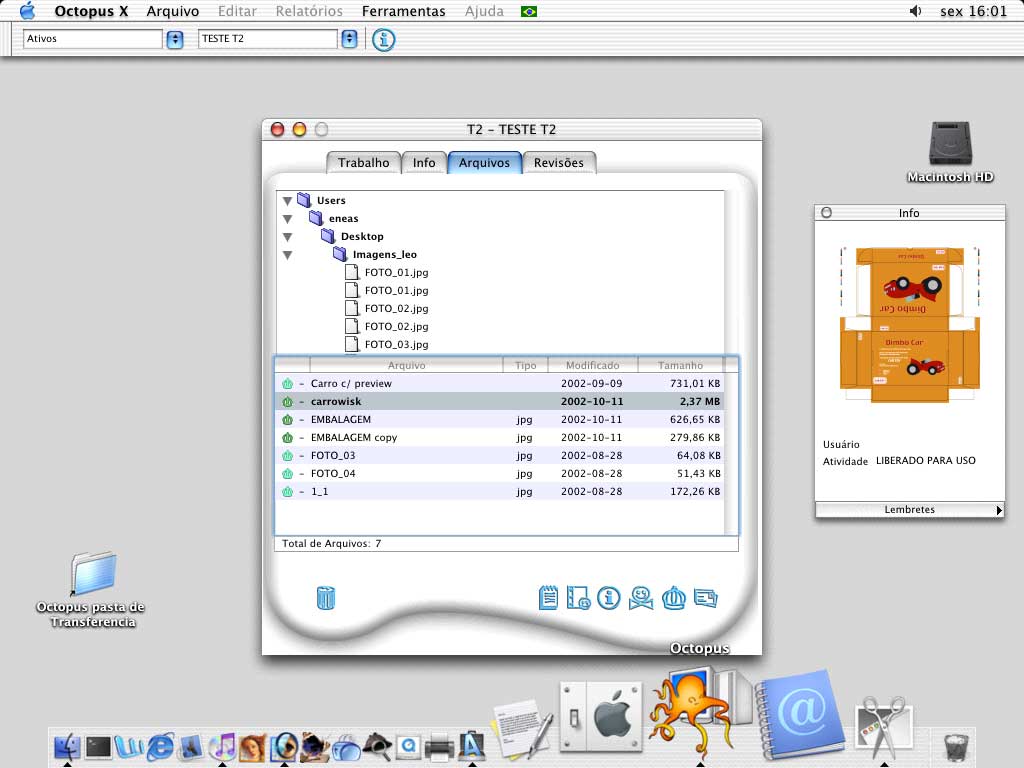 Octopus X Arquivo Editar Relatórios Ferramentas Ajuda sex 16:01
Ativos TESTE T2
T2 - TESTE T2
Trabalho Info Arquivos Revisões
Users
eneas
Desktop
Imagens_leo
FOTO_01.jpg
FOTO_01.jpg
FOTO_02.jpg
FOTO_02.jpg
FOTO_03.jpg
Arquivo Tipo Modificado Tamanho
- Carro c/ preview 2002-09-09 731,01 KB
- carrowisk 2002-10-11 2,37 MB
- EMBALAGEM jpg 2002-10-11 626,65 KB
- EMBALAGEM copy jpg 2002-10-11 279,86 KB
- FOTO_03 jpg 2002-08-28 64,08 KB
- FOTO_04 jpg 2002-08-28 51,43 KB
- 1_1 jpg 2002-08-28 172,26 KB
Total de Arquivos: 7
Macintosh HD
Info
Dimbo Car
Dimbo Car
Dimbo Car
Usuário
Atividade LIBERADO PARA USO
Lembretes
Octopus pasta de
Transferencia
Octopus
@